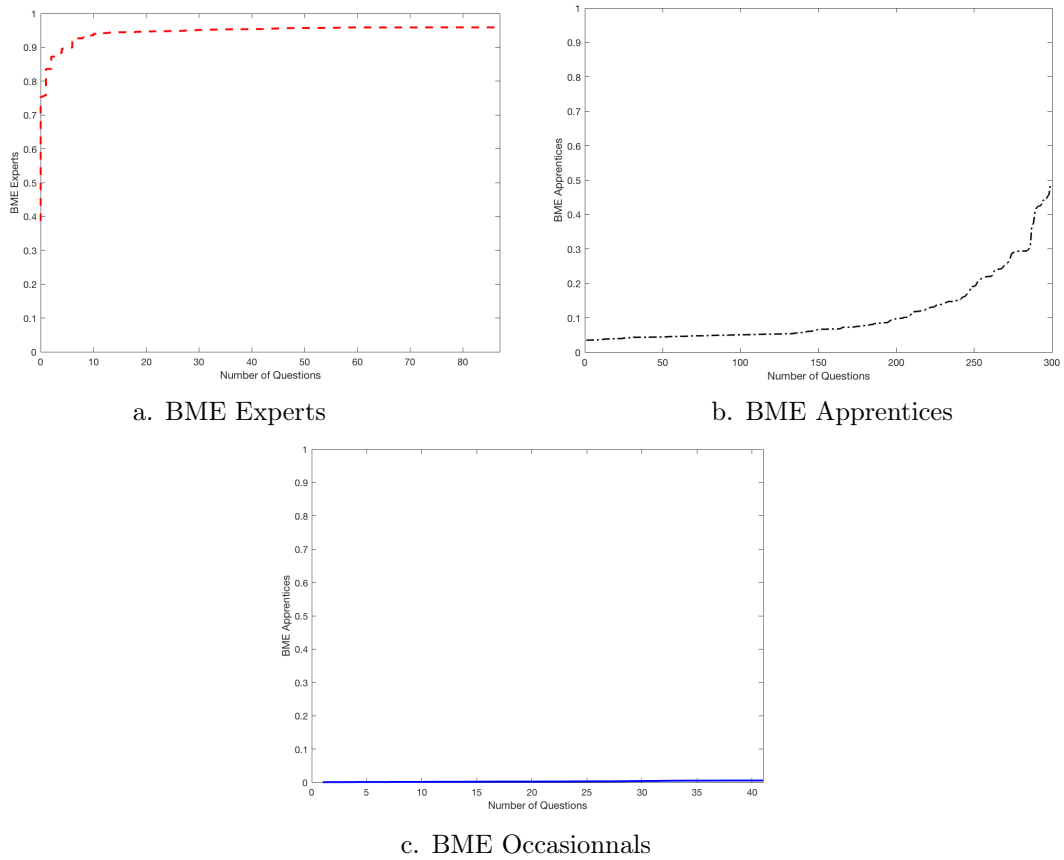 1
0.9
0.8
0.7
0.6
0.5
0.4
0.3
0.2
0.1
0
BME Experts
0 10 20 30 40 50 60 70 80
Number of Questions
a. BME Experts
1
0.9
0.8
0.7
0.6
0.5
0.4
0.3
0.2
0.1
0
BME Apprentices
0 50 100 150 200 250 300
Number of Questions
b. BME Apprentices
1
0.9
0.8
0.7
0.6
0.5
0.4
0.3
0.2
0.1
0
BME Apprentices
0 5 10 15 20 25 30 35 40
Number of Questions
c. BME Occasionnals